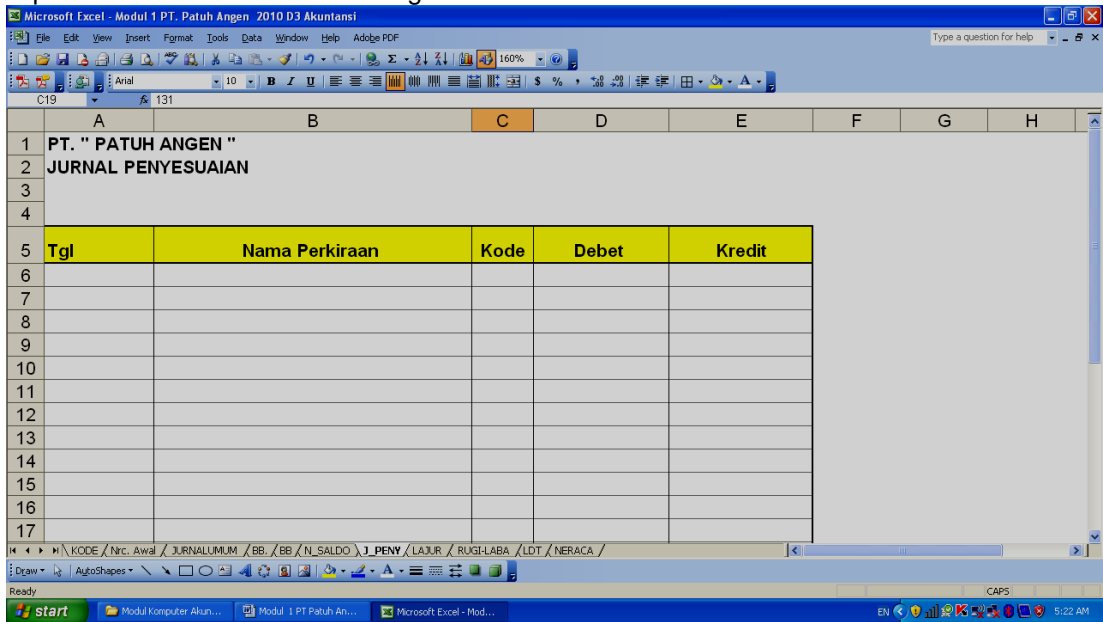 Microsoft Excel - Modul 1 PT. Patuh Angen 2010 D3 Akuntansi
File Edit View Insert Format Tools Data Window Help Adobe PDF Type a question for help
160%
Arial 10 B I U $ % ,
C19 fx 131
A B C D E F G H
1 PT. " PATUH ANGEN "
2 JURNAL PENYESUAIAN
3
4
5 Tgl Nama Perkiraan Kode Debet Kredit
6
7
8
9
10
11
12
13
14
15
16
17
KODE Nrc. Awal JURNALUMUM BB. BB N_SALDO J_PENY LAJUR RUGI-LABA LDT NERACA
Draw AutoShapes
Ready CAPS
start Modul Komputer Akun... Modul 1 PT Patuh An... Microsoft Excel - Mod... EN 5:22 AM